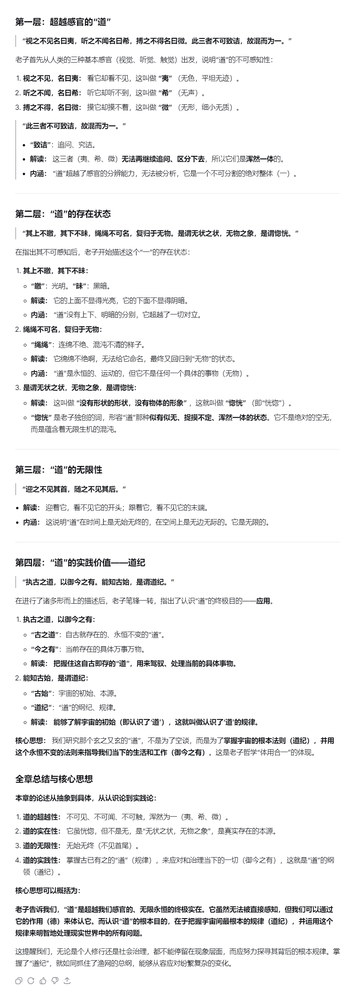 第一层：超越感官的“道”
“视之不见名曰夷，听之不闻名曰希，搏之不得名曰微。此三者不可致诘，故混而为一。”
老子首先从人类的三种基本感官（视觉、听觉、触觉）出发，说明“道”的不可感知性：
1. 视之不见，名曰夷： 看它却看不见，这叫做 “夷” （无色，平坦无迹）。
2. 听之不闻，名曰希： 听它却听不到，这叫做 “希” （无声）。
3. 搏之不得，名曰微： 摸它却摸不着，这叫做 “微” （无形，细小无质）。
“此三者不可致诘，故混而为一。”
• “致诘”：追问、究诘。
• 解读： 这三者（夷、希、微）无法再继续追问、区分下去，所以它们是浑然一体的。
• 内涵： “道”超越了感官的分辨能力，无法被分析，它是一个不可分割的绝对整体（一）。
第二层：“道”的存在状态
“其上不皦，其下不昧，绳绳不可名，复归于无物。是谓无状之状，无物之象，是谓惚恍。”
在指出其不可感知后，老子开始描述这个“一”的存在状态：
1. 其上不皦，其下不昧：
◦ “皦”：光明。“昧”：黑暗。
◦ 解读： 它的上面不显得光亮，它的下面不显得阴暗。
◦ 内涵： “道”没有上下、明暗的分别，它超越了一切对立。
2. 绳绳不可名，复归于无物：
◦ “绳绳”：连绵不绝、混沌不清的样子。
◦ 解读： 它绵绵不绝啊，无法给它命名，最终又回归到“无物”的状态。
◦ 内涵： “道”是永恒的、运动的，但它不是任何一个具体的事物（无物）。
3. 是谓无状之状，无物之象，是谓惚恍：
◦ 解读： 这叫做 “没有形状的形状，没有物体的形象” ，这就叫做 “惚恍” （即“恍惚”）。
◦ “惚恍” 是老子独创的词，形容“道”那种似有似无、捉摸不定、浑然一体的状态。它不是绝对的空无，
而是蕴含着无限生机的混沌。
第三层：“道”的无限性
“迎之不见其首，随之不见其后。”
• 解读： 迎着它，看不见它的开头；跟着它，看不见它的末端。
• 内涵： 这说明“道”在时间上是无始无终的，在空间上是无边无际的。它是无限的。
第四层：“道”的实践价值——道纪
“执古之道，以御今之有。能知古始，是谓道纪。”
在进行了诸多形而上的描述后，老子笔锋一转，指出了认识“道”的终极目的——应用。
1. 执古之道，以御今之有：
◦ “古之道”：自古就存在的、永恒不变的“道”。
◦ “今之有”：当前存在的具体万事万物。
◦ 解读： 把握住这自古即存的“道”，用来驾驭、处理当前的具体事物。
2. 能知古始，是谓道纪：
◦ “古始”：宇宙的初始、本源。
◦ “道纪”：“道”的纲纪、规律。
◦ 解读： 能够了解宇宙的初始（即认识了‘道’），这就叫做认识了‘道’的规律。
核心思想： 我们研究那个玄之又玄的“道”，不是为了空谈，而是为了掌握宇宙的根本法则（道纪），并用
这个永恒不变的法则来指导我们当下的生活和工作（御今之有）。这是老子哲学“体用合一”的体现。
全章总结与核心思想
本章的论述从抽象到具体，从认识论到实践论：
1. 道的超越性： 不可见、不可闻、不可触，浑然为一（夷、希、微）。
2. 道的实在性： 它虽恍惚，但不是无，是“无状之状，无物之象”，是真实存在的本源。
3. 道的无限性： 无始无终（不见首尾）。
4. 道的实践性： 掌握古已有之的“道”（规律），来应对和治理当下的一切（御今之有），这就是“道”的纲
领（道纪）。
核心思想可以概括为：
老子告诉我们，“道”是超越我们感官的、无限永恒的终极实在。它虽然无法被直接感知，但我们可以通过
它的作用（德）来体认它。而认识“道”的根本目的，在于把握宇宙间最根本的规律（道纪），并运用这个
规律来明智地处理现实世界中的所有问题。
这提醒我们，无论是个人修行还是社会治理，都不能停留在现象层面，而应努力探寻其背后的根本规律。掌
握了“道纪”，就如同抓住了渔网的总纲，能够从容应对纷繁复杂的变化。